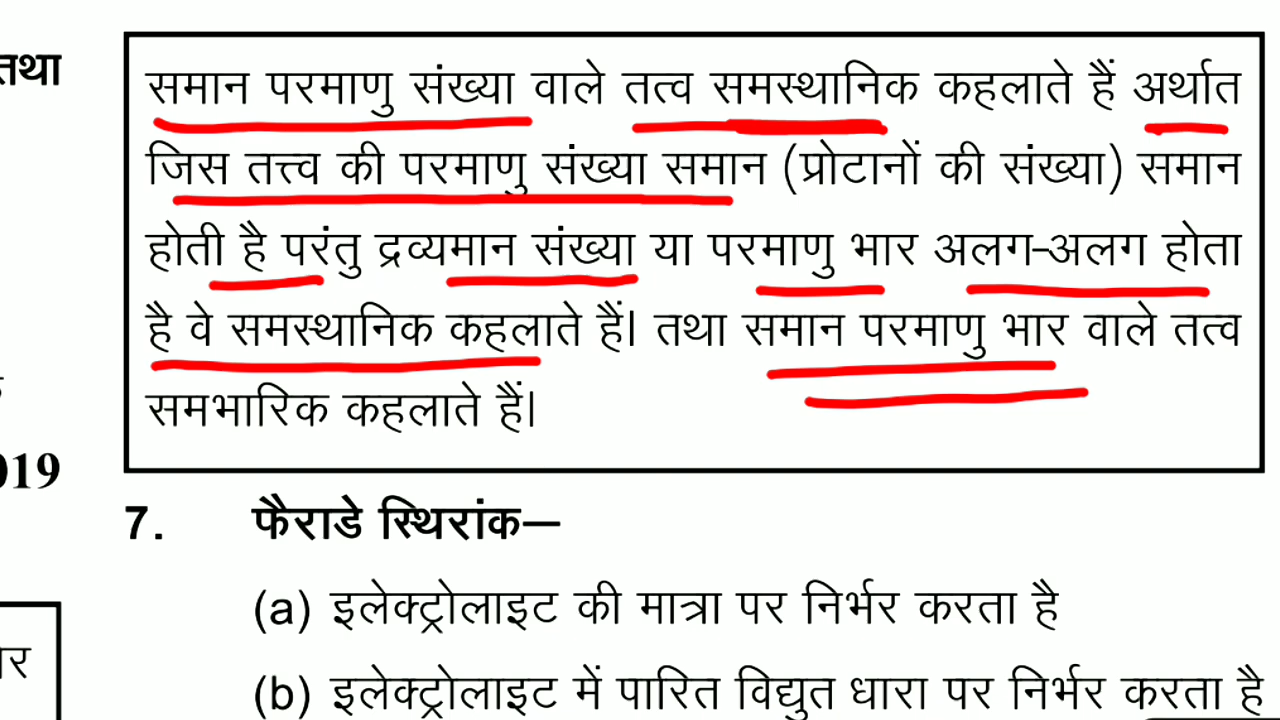 तथा
समान परमाणु संख्या वाले तत्व समस्थानिक कहलाते हैं अर्थात
जिस तत्त्व की परमाणु संख्या समान (प्रोटानों की संख्या) समान
होती है परंतु द्रव्यमान संख्या या परमाणु भार अलग-अलग होता
है वे समस्थानिक कहलाते हैं। तथा समान परमाणु भार वाले तत्व
समभारिक कहलाते हैं।
019
7. फैराडे स्थिरांक—
(a) इलेक्ट्रोलाइट की मात्रा पर निर्भर करता है
(b) इलेक्ट्रोलाइट में पारित विद्युत धारा पर निर्भर करता है